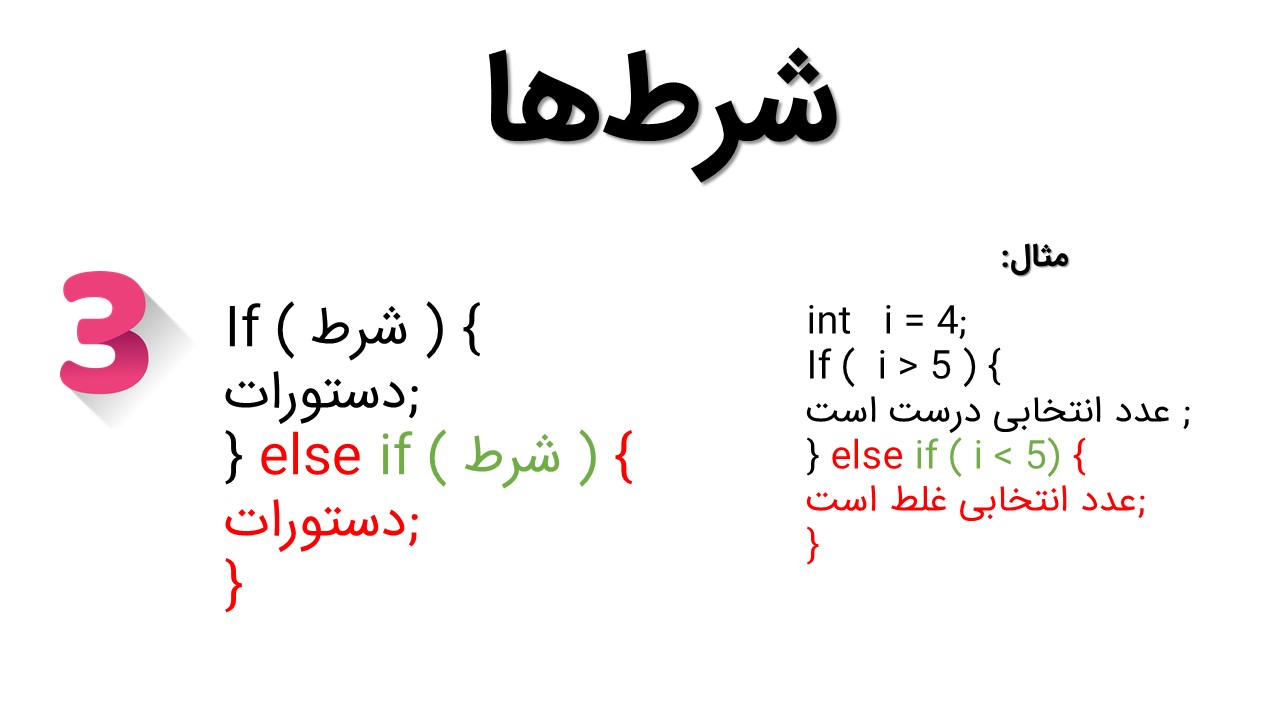 شرط‌ها
3
If ( شرط ) {
دستورات;
} else if ( شرط ) {
دستورات;
}
مثال:
int i = 4;
If ( i > 5 ) {
عدد انتخابی درست است ;
} else if ( i < 5) {
عدد انتخابی غلط است;
}